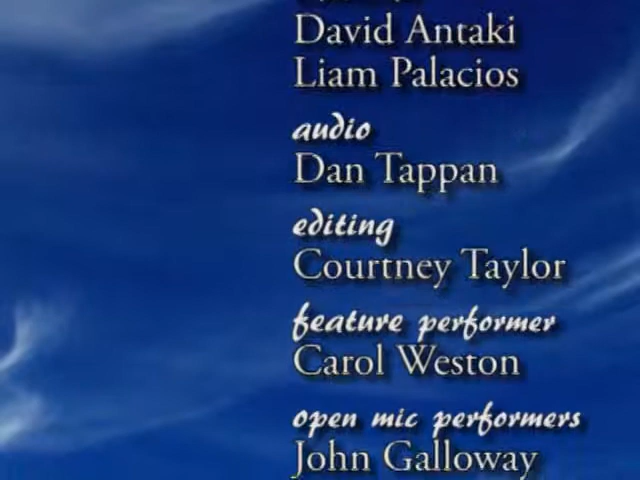 David Antaki
Liam Palacios
audio
Dan Tappan
editing
Courtney Taylor
feature performer
Carol Weston
open mic performers
John Galloway